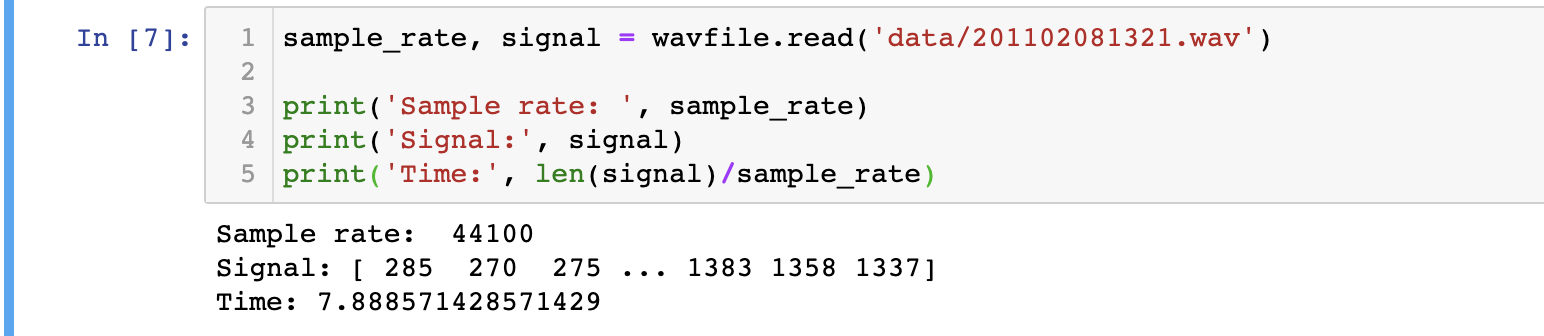 In [7]:
1 sample_rate, signal = wavfile.read('data/201102081321.wav')
2
3 print('Sample rate: ', sample_rate)
4 print('Signal:', signal)
5 print('Time:', len(signal)/sample_rate)
Sample rate:  44100
Signal: [ 285  270  275 ... 1383 1358 1337]
Time: 7.888571428571429